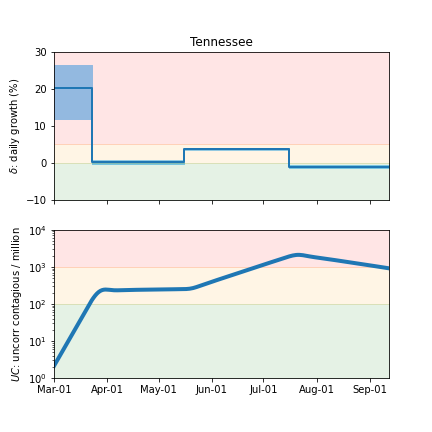 Tennessee
δ: daily growth (%)
30
20
10
0
−10
UC: uncorr contagious / million
10⁴
10³
10²
10¹
10⁰
Mar-01 Apr-01 May-01 Jun-01 Jul-01 Aug-01 Sep-01